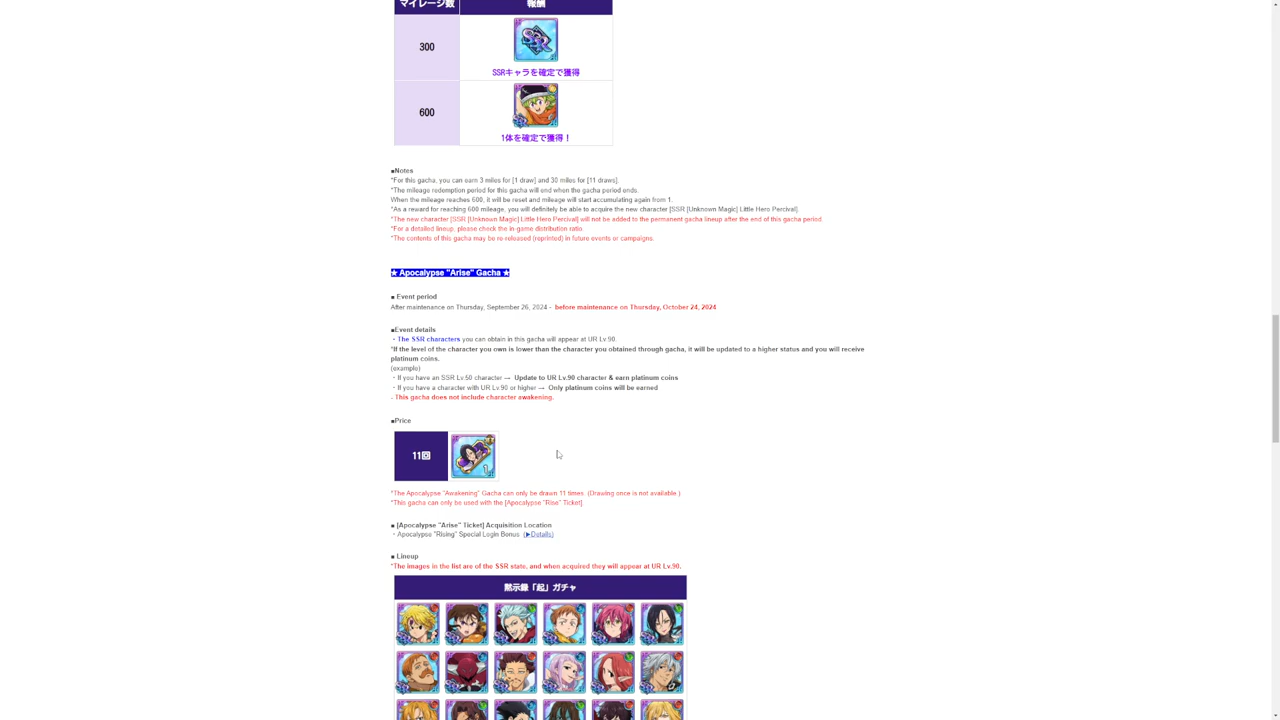 マイレージ数 報酬
300
SSRキャラを確定で獲得
600
1体を確定で獲得！
■Notes
*For this gacha, you can earn 3 miles for [1 draw] and 30 miles for [11 draws].
*The mileage redemption period for this gacha will end when the gacha period ends.
When the mileage reaches 600, it will be reset and mileage will start accumulating again from 1.
*As a reward for reaching 600 mileage, you will definitely be able to acquire the new character [SSR [Unknown Magic] Little Hero Percival].
*The new character [SSR [Unknown Magic] Little Hero Percival] will not be added to the permanent gacha lineup after the end of this gacha period.
*For a detailed lineup, please check the in-game distribution ratio.
*The contents of this gacha may be re-released (reprinted) in future events or campaigns.
★ Apocalypse "Arise" Gacha ★
■ Event period
After maintenance on Thursday, September 26, 2024 - before maintenance on Thursday, October 24, 2024
■Event details
・The SSR characters you can obtain in this gacha will appear at UR Lv.90.
*If the level of the character you own is lower than the character you obtained through gacha, it will be updated to a higher status and you will receive
platinum coins.
(example)
・If you have an SSR Lv.50 character → Update to UR Lv.90 character & earn platinum coins
・If you have a character with UR Lv.90 or higher → Only platinum coins will be earned
- This gacha does not include character awakening.
■Price
11回
1
*The Apocalypse "Awakening" Gacha can only be drawn 11 times. (Drawing once is not available.)
*This gacha can only be used with the [Apocalypse "Rise" Ticket].
■ [Apocalypse "Arise" Ticket] Acquisition Location
・Apocalypse "Rising" Special Login Bonus (▶Details)
■ Lineup
*The images in the list are of the SSR state, and when acquired they will appear at UR Lv.90.
黙示録「起」ガチャ